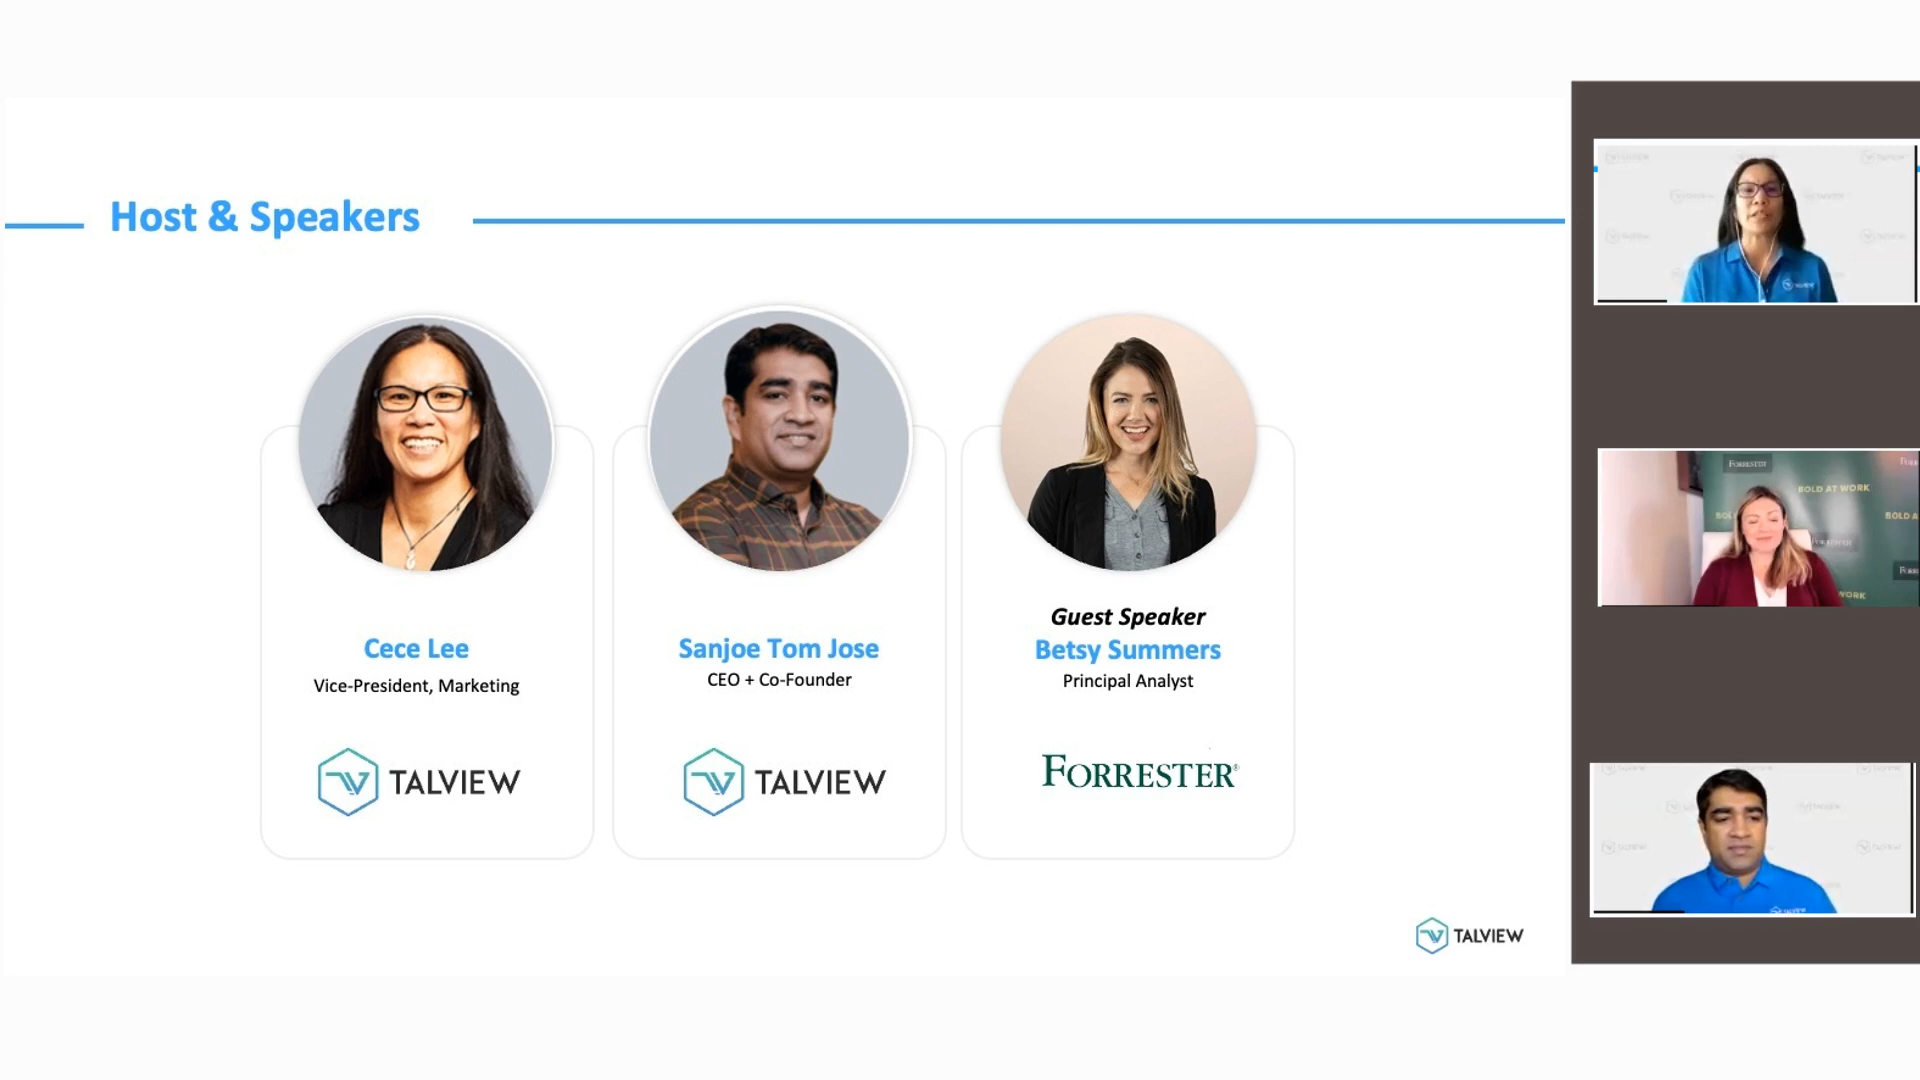 Host & Speakers
Cece Lee
Vice-President, Marketing
TALVIEW
Sanjoe Tom Jose
CEO + Co-Founder
TALVIEW
Guest Speaker
Betsy Summers
Principal Analyst
FORRESTER®
TALVIEW
FORRESTER
BOLD AT WORK